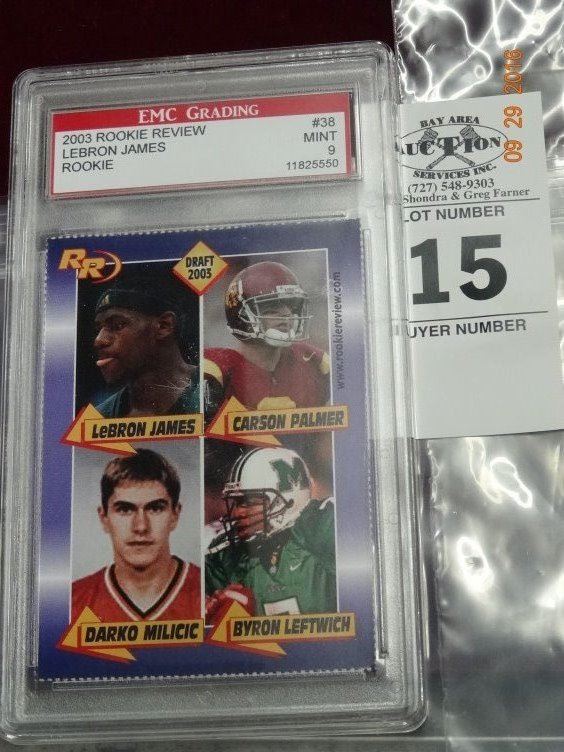 EMC GRADING
2003 ROOKIE REVIEW #38
LEBRON JAMES MINT
ROOKIE 9
11825550
RR
DRAFT
2003
www.rookiereview.com
LeBRON JAMES
CARSON PALMER
M
DARKO MILICIC
BYRON LEFTWICH
BAY AREA
AUCTION
SERVICES INC.
(727) 548-9303
Shondra & Greg Farner
LOT NUMBER
15
UYER NUMBER
09 29 2016